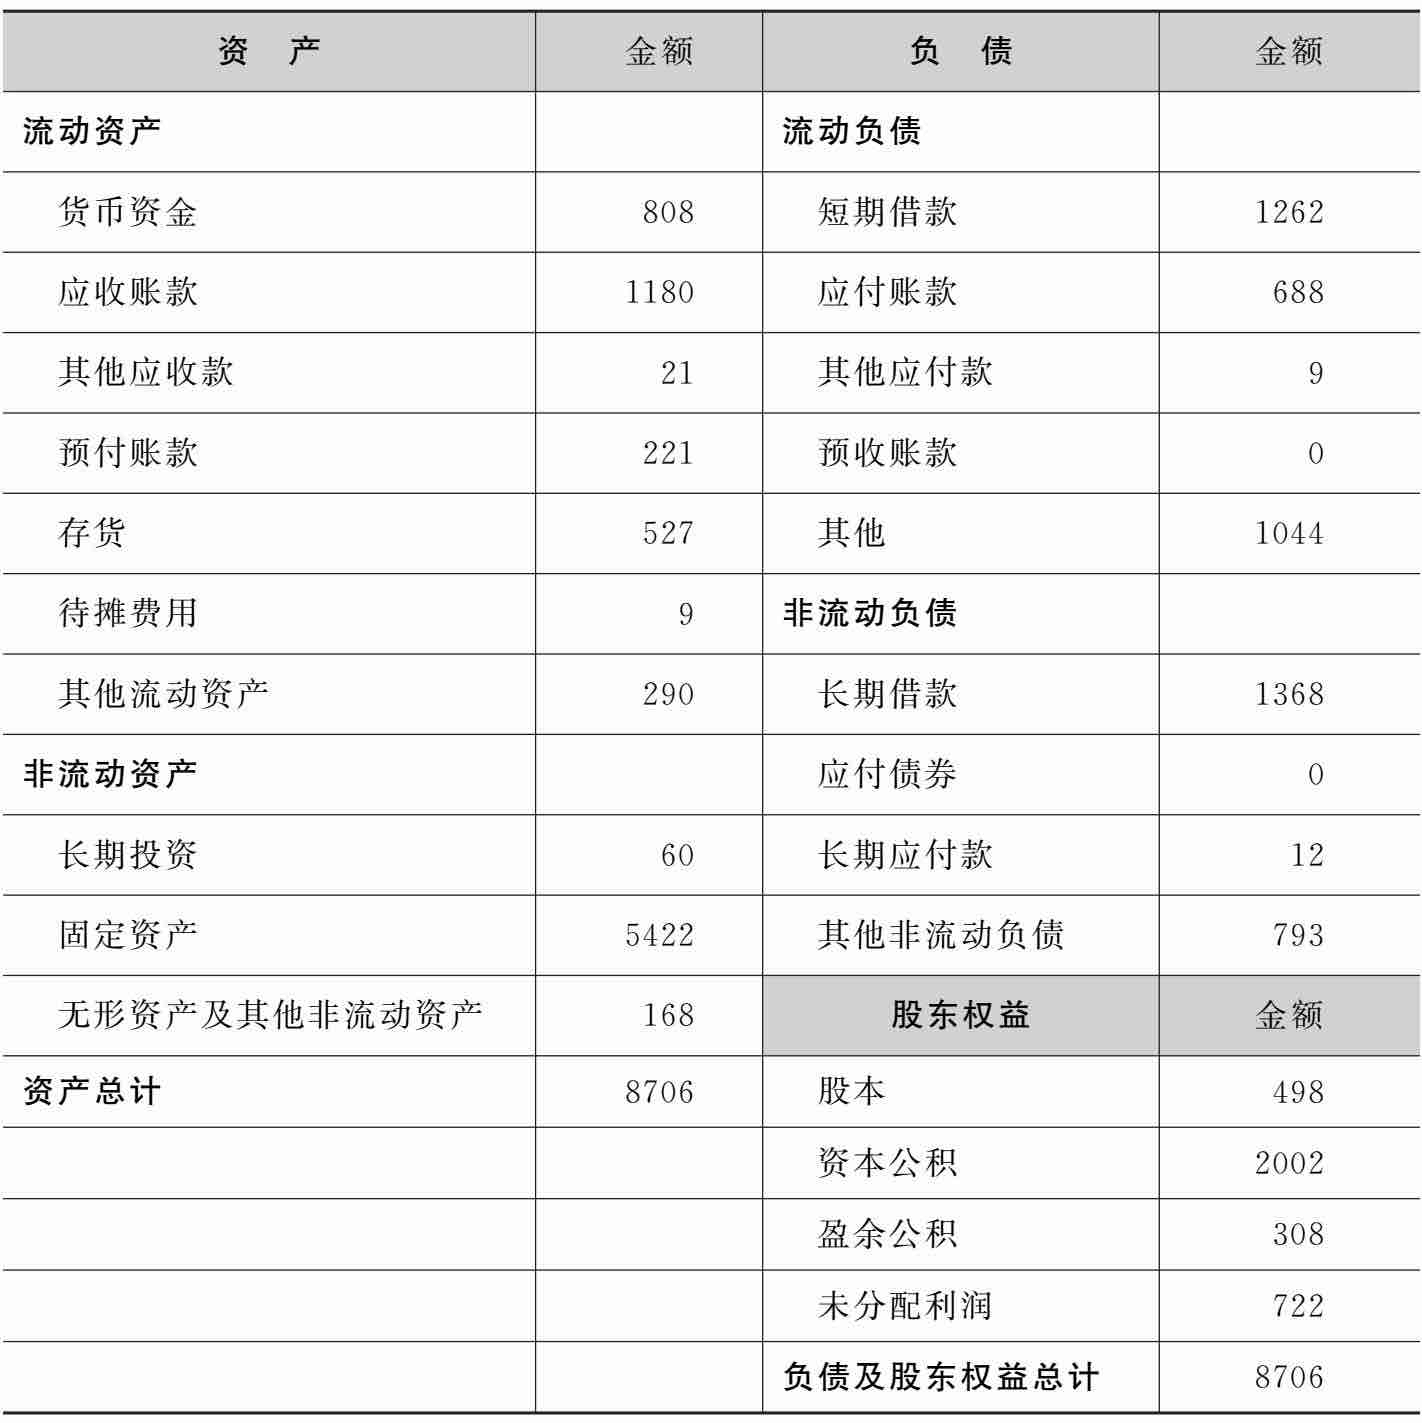 资 产 金额 负 债 金额
流动资产 流动负债
货币资金 808 短期借款 1262
应收账款 1180 应付账款 688
其他应收款 21 其他应付款 9
预付账款 221 预收账款 0
存货 527 其他 1044
待摊费用 9 非流动负债
其他流动资产 290 长期借款 1368
非流动资产 应付债券 0
长期投资 60 长期应付款 12
固定资产 5422 其他非流动负债 793
无形资产及其他非流动资产 168 股东权益 金额
资产总计 8706 股本 498
资本公积 2002
盈余公积 308
未分配利润 722
负债及股东权益总计 8706